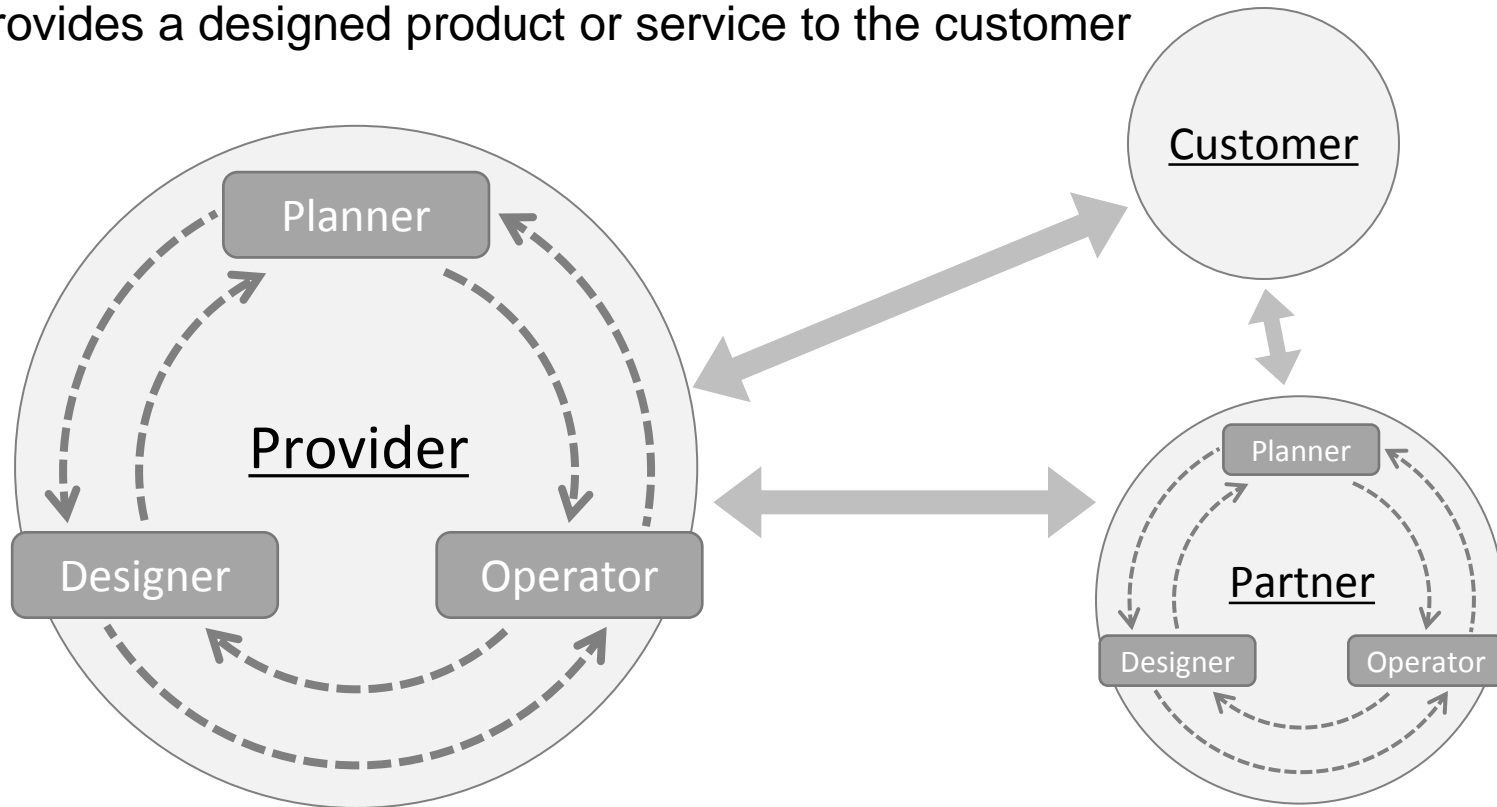 rovides a designed product or service to the customer
Customer
Planner
Provider
Designer
Operator
Planner
Partner
Designer
Operator